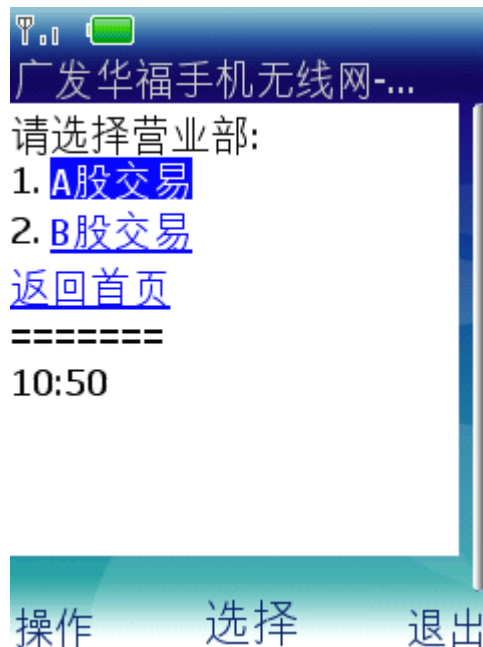 广发华福手机无线网-...
请选择营业部:
1. A股交易
2. B股交易
返回首页
=======
10:50
操作 选择 退出